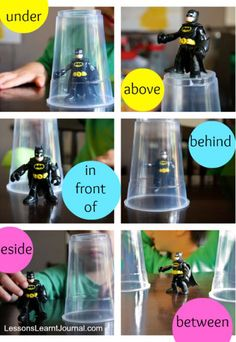 under
above
in
front
of
behind
eside
between
LessonsLearntJournal.com